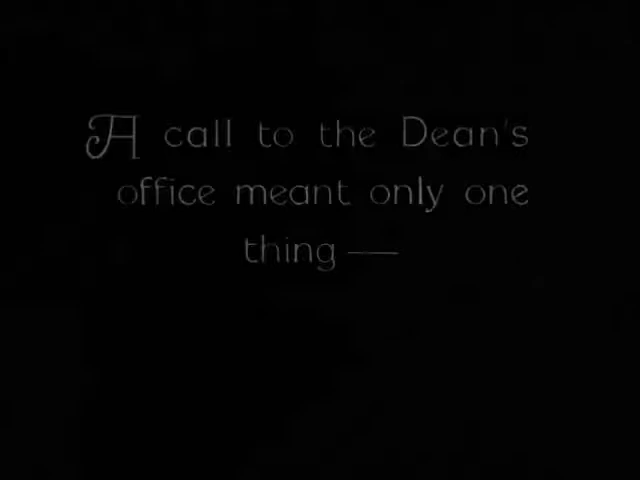 A call to the Dean's
office meant only one
thing —